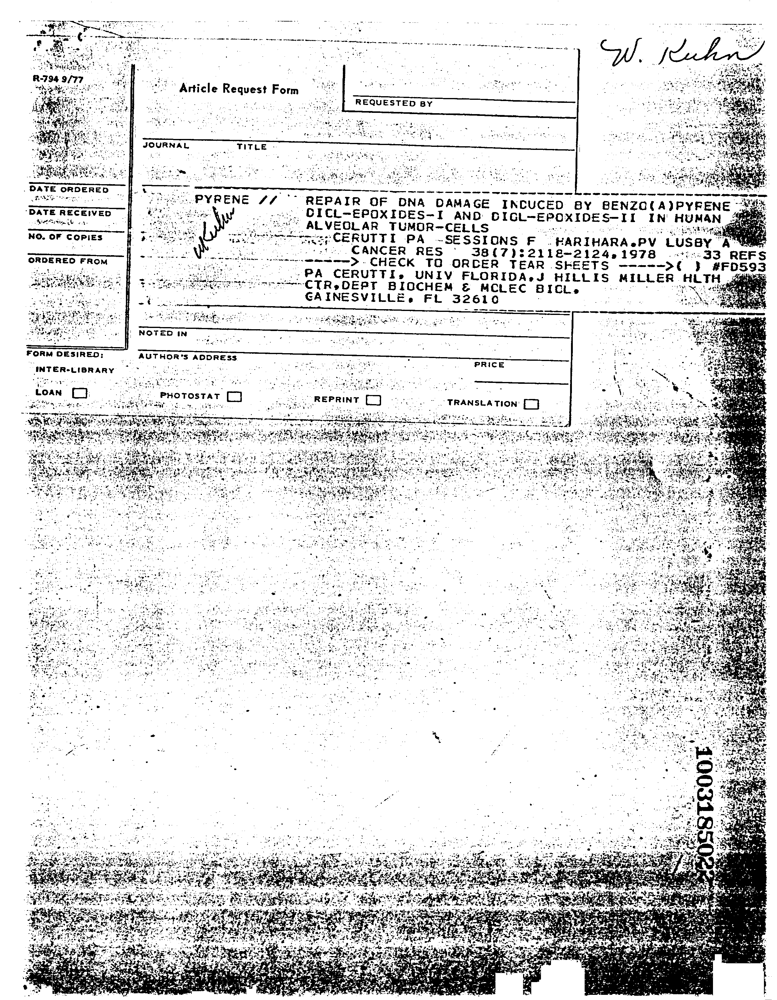 W. Kuhn
R-794 9/77
Article Request Form
REQUESTED BY
JOURNAL TITLE
DATE ORDERED
DATE RECEIVED
NO. OF COPIES
ORDERED FROM
PYRENE //
WKuhn
REPAIR OF DNA DAMAGE INDUCED BY BENZO(A)PYRENE
DICL-EPOXIDES-I AND DIOL-EPOXIDES-II IN HUMAN
ALVEOLAR TUMOR-CELLS
CERUTTI PA SESSIONS F HARIHARA.PV LUSBY A
CANCER RES 38(7):2118-2124, 1978 33 REFS
-----> CHECK TO ORDER TEAR SHEETS ----->( ) #FD593
PA CERUTTI, UNIV FLORIDA,J HILLIS MILLER HLTH
CTR,DEPT BIOCHEM & MCLEC BICL.
GAINESVILLE, FL 32610
NOTED IN
FORM DESIRED:
AUTHOR'S ADDRESS
PRICE
INTER-LIBRARY
LOAN
PHOTOSTAT
REPRINT
TRANSLATION